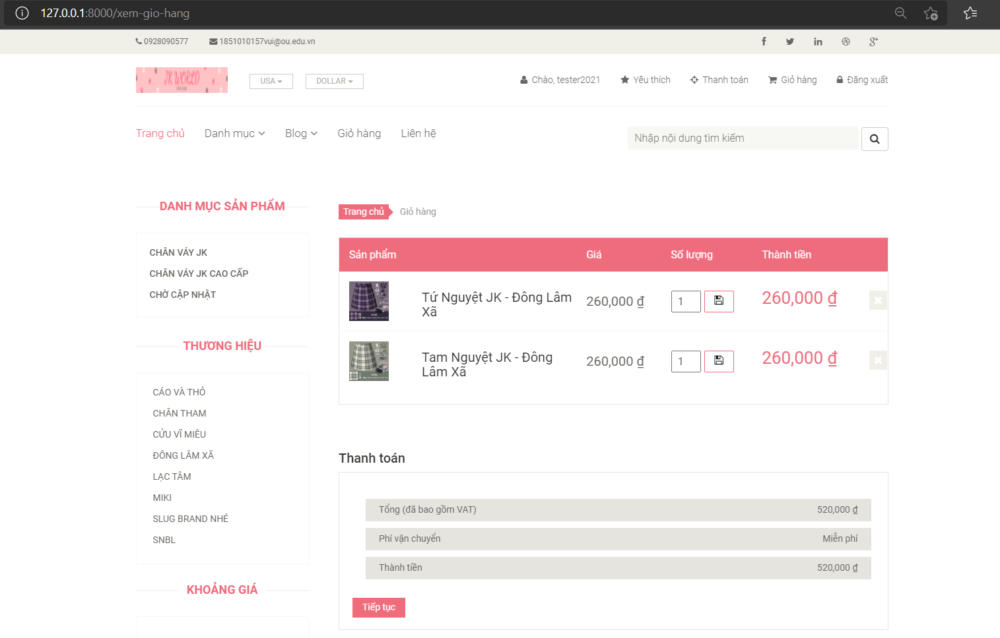 127.0.0.1:8000/xem-gio-hang
0928090577 1851010157vui@ou.edu.vn
JK WORLD
USA DOLLAR
Chào, tester2021 Yêu thích Thanh toán Giỏ hàng Đăng xuất
Trang chủ Danh mục Blog Giỏ hàng Liên hệ
Nhập nội dung tìm kiếm
DANH MỤC SẢN PHẨM
CHÂN VÁY JK
CHÂN VÁY JK CAO CẤP
CHỜ CẬP NHẬT
THƯƠNG HIỆU
CÁO VÀ THỎ
CHÂN THAM
CỬU VĨ MIÊU
ĐÔNG LÂM XÃ
LẠC TÂM
MIKI
SLUG BRAND NHÉ
SNBL
KHOẢNG GIÁ
Trang chủ Giỏ hàng
Sản phẩm Giá Số lượng Thành tiền
Tứ Nguyệt JK - Đông Lâm
Xã
260,000 ₫ 1 260,000 ₫
Tam Nguyệt JK - Đông
Lâm Xã
260,000 ₫ 1 260,000 ₫
Thanh toán
Tổng (đã bao gồm VAT) 520,000 ₫
Phí vận chuyển Miễn phí
Thành tiền 520,000 ₫
Tiếp tục